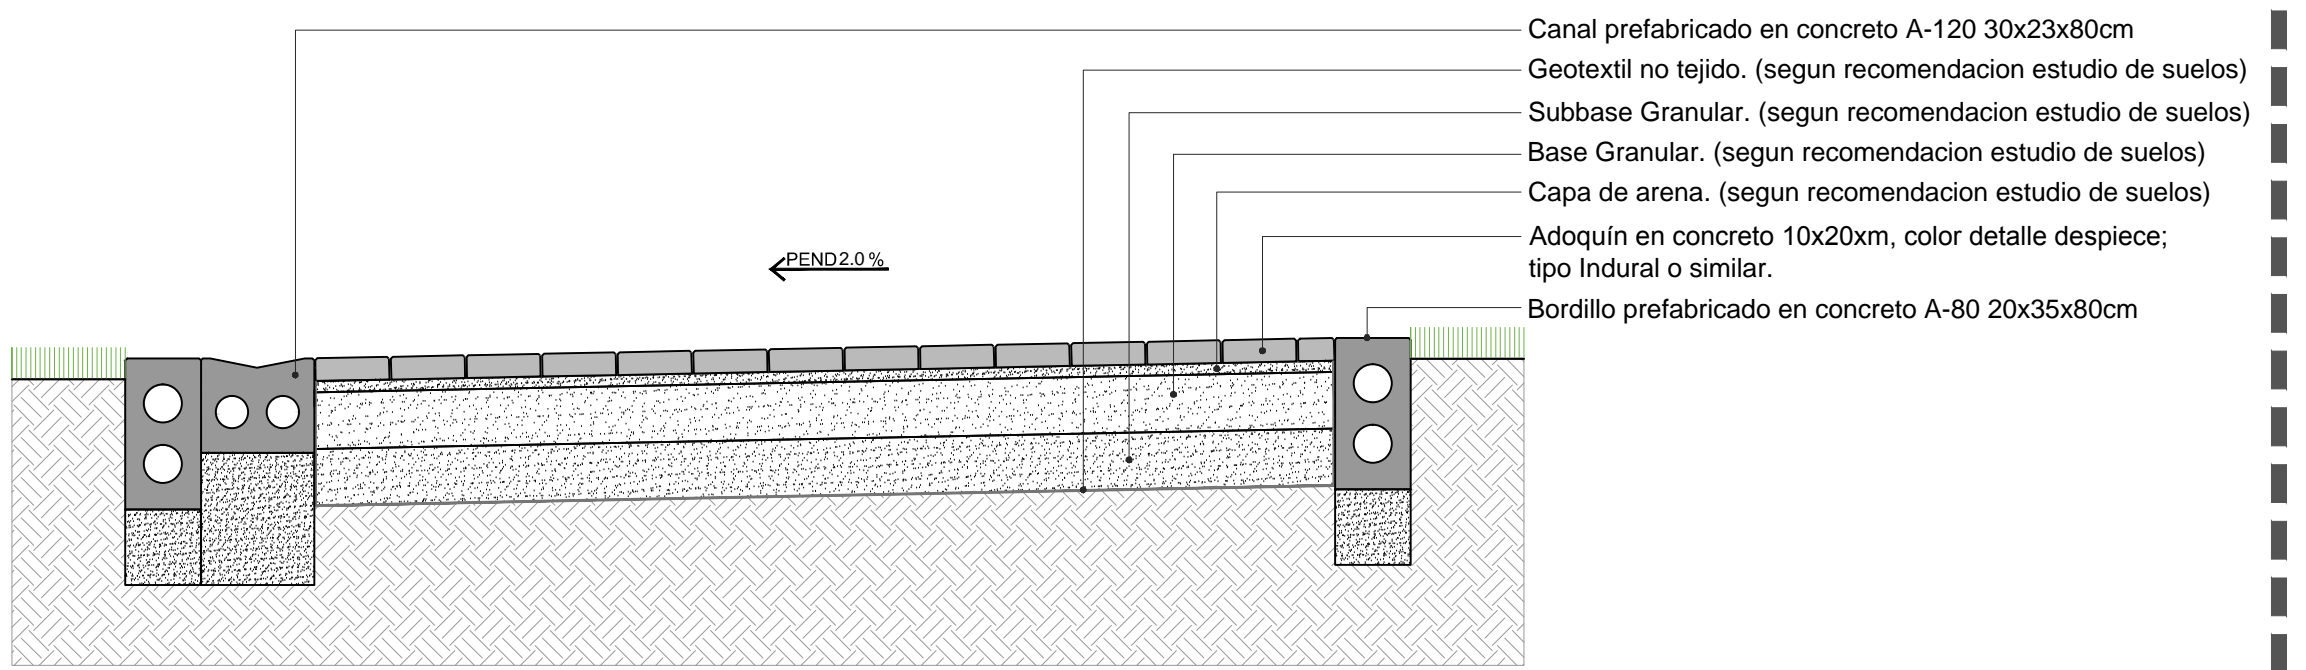 Canal prefabricado en concreto A-120 30x23x80cm
Geotextil no tejido. (segun recomendacion estudio de suelos)
Subbase Granular. (segun recomendacion estudio de suelos)
Base Granular. (segun recomendacion estudio de suelos)
Capa de arena. (segun recomendacion estudio de suelos)
Adoquín en concreto 10x20xm, color detalle despiece;
tipo Indural o similar.
Bordillo prefabricado en concreto A-80 20x35x80cm
PEND2.0 %